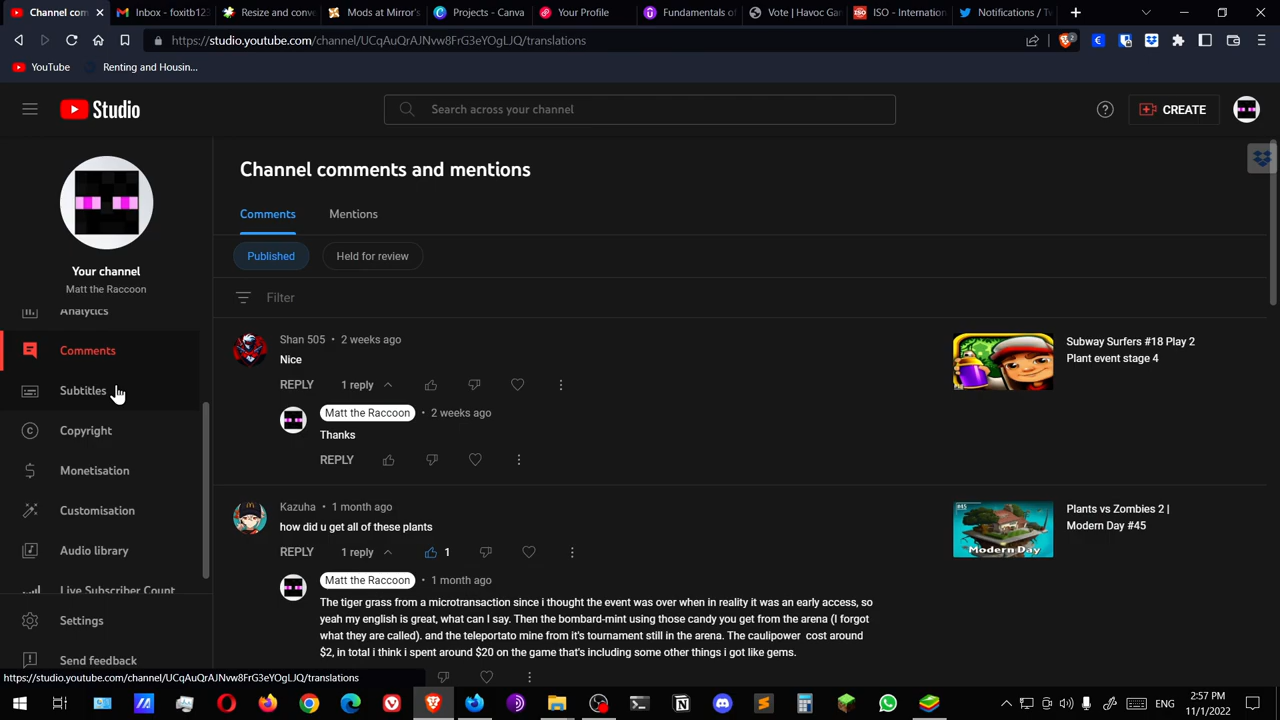 Channel com
Inbox - foxitb123
Resize and conve
Mods at Mirror's
Projects - Canva
Your Profile
Fundamentals of
Vote | Havoc Gam
ISO - Internation
Notifications / Tw
https://studio.youtube.com/channel/UCqAuQrAJNvw8FrG3eYOgLJQ/translations
2
YouTube
Renting and Housin...
Studio
Search across your channel
CREATE
Channel comments and mentions
Comments
Mentions
Published
Held for review
Filter
Your channel
Matt the Raccoon
Analytics
Comments
Subtitles
Copyright
Monetisation
Customisation
Audio library
Live Subscriber Count
Settings
Send feedback
Shan 505 • 2 weeks ago
Nice
REPLY 1 reply
Matt the Raccoon • 2 weeks ago
Thanks
REPLY
Subway Surfers #18 Play 2
Plant event stage 4
Kazuha • 1 month ago
how did u get all of these plants
REPLY 1 reply 1
#45
Modern Day
Plants vs Zombies 2 |
Modern Day #45
Matt the Raccoon • 1 month ago
The tiger grass from a microtransaction since i thought the event was over when in reality it was an early access, so
yeah my english is great, what can I say. Then the bombard-mint using those candy you get from the arena (I forgot
what they are called). and the teleportato mine from it's tournament still in the arena. The caulipower cost around
$2, in total i think i spent around $20 on the game that's including some other things i got like gems.
https://studio.youtube.com/channel/UCqAuQrAJNvw8FrG3eYOgLJQ/translations
ENG
2:57 PM
11/1/2022